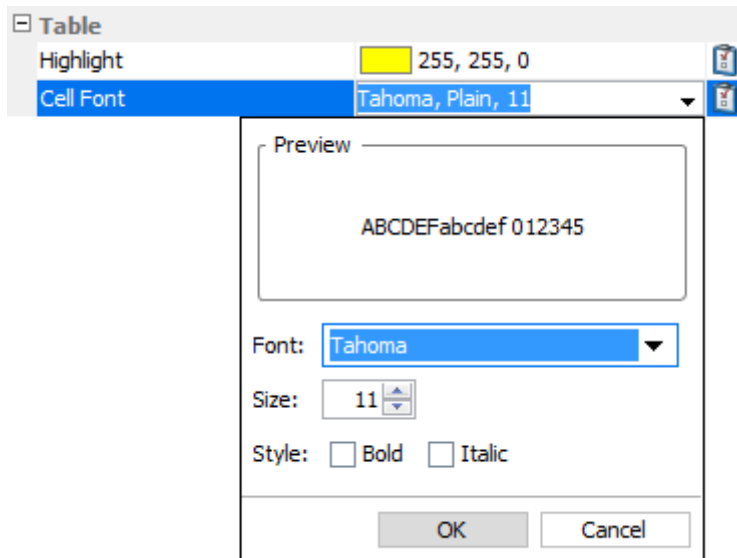 Table
Highlight 255, 255, 0
Cell Font Tahoma, Plain, 11
Preview
ABCDEFabcdef 012345
Font: Tahoma
Size: 11
Style: Bold Italic
OK Cancel